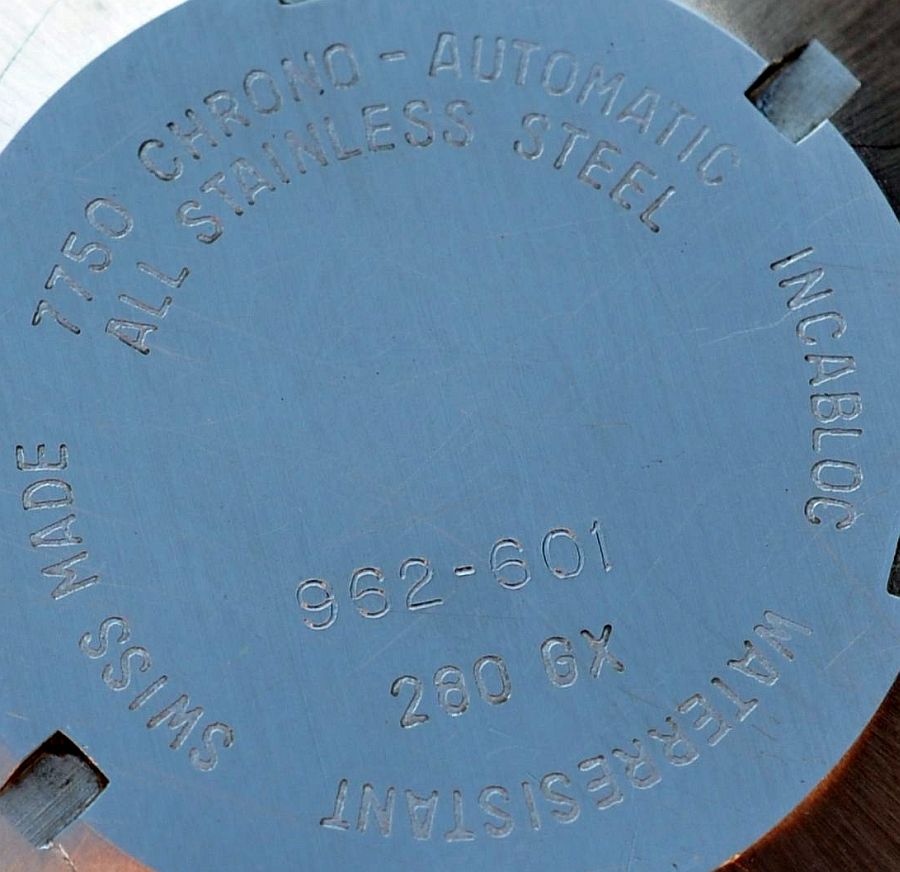 7750 CHRONO-AUTOMATIC
ALL STAINLESS STEEL
INCABLOC
WATERRESISTANT
SWISS MADE
962-601
280 GX